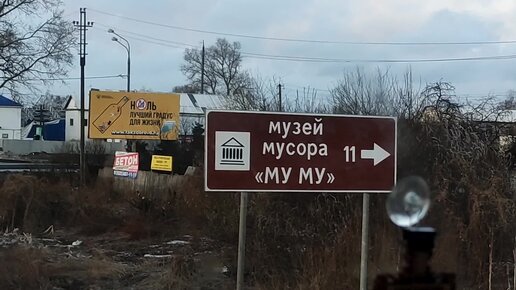 НОЛЬ
ЛУЧШИЙ ГРАДУС
ДЛЯ ЖИЗНИ
БЕТОН
музей
мусора
«МУ МУ»
11